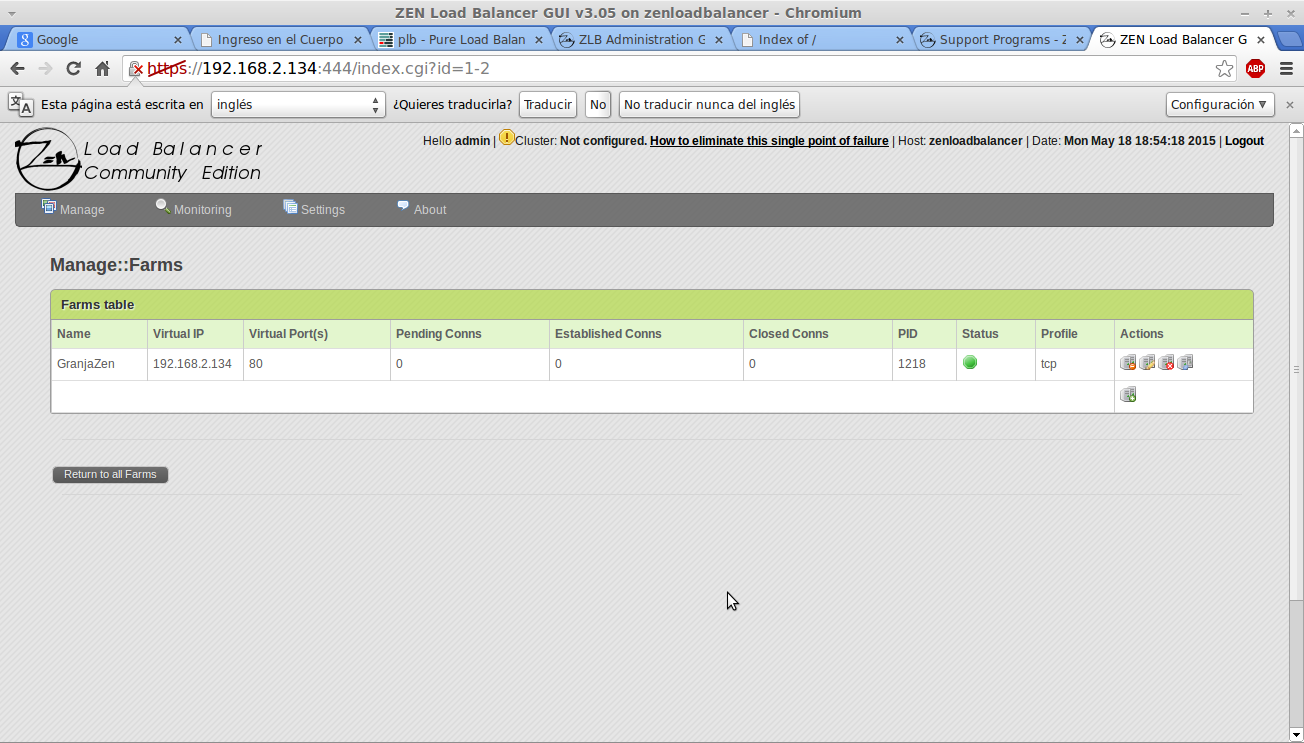 ZEN Load Balancer GUI v3.05 on zenloadbalancer - Chromium
Google
Ingreso en el Cuerpo
plb - Pure Load Balan
ZLB Administration G
Index of /
Support Programs - Z
ZEN Load Balancer G
https://192.168.2.134:444/index.cgi?id=1-2
ABP
Esta página está escrita en inglés ¿Quieres traducirla? Traducir No No traducir nunca del inglés Configuración
Zen Load Balancer
Community Edition
Hello admin | Cluster: Not configured. How to eliminate this single point of failure | Host: zenloadbalancer | Date: Mon May 18 18:54:18 2015 | Logout
Manage Monitoring Settings About
Manage::Farms
Farms table
Name Virtual IP Virtual Port(s) Pending Conns Established Conns Closed Conns PID Status Profile Actions
GranjaZen 192.168.2.134 80 0 0 0 1218 tcp
Return to all Farms